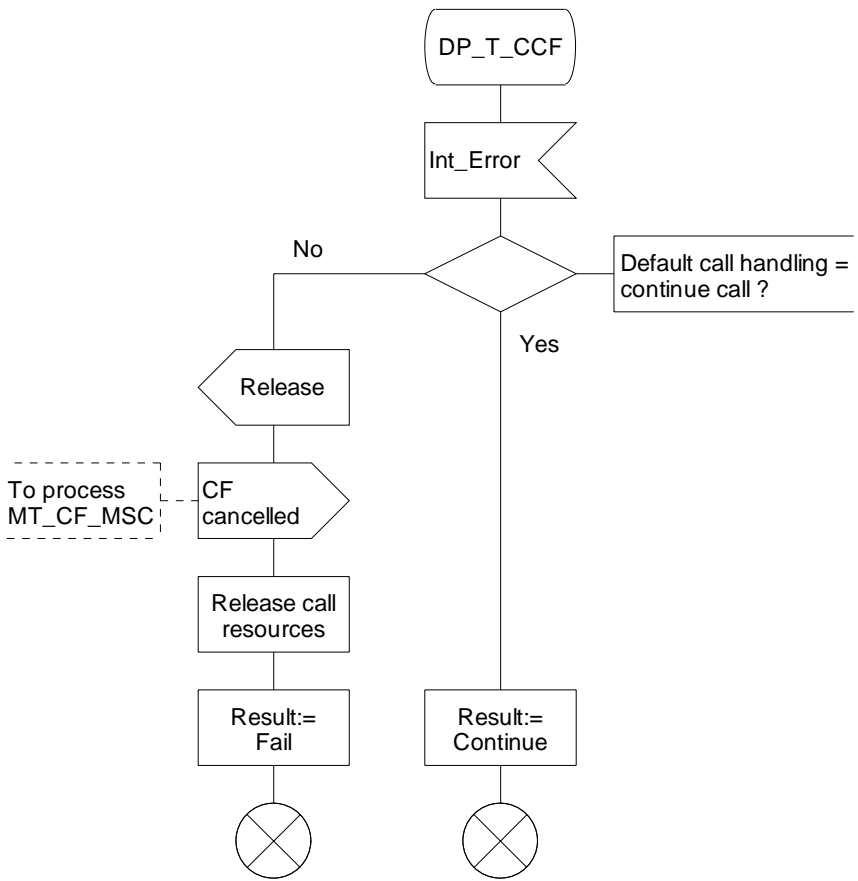 DP_T_CCF
Int_Error
No
Default call handling =
continue call ?
Yes
Release
To process
MT_CF_MSC
CF
cancelled
Release call
resources
Result:=
Fail
Result:=
Continue